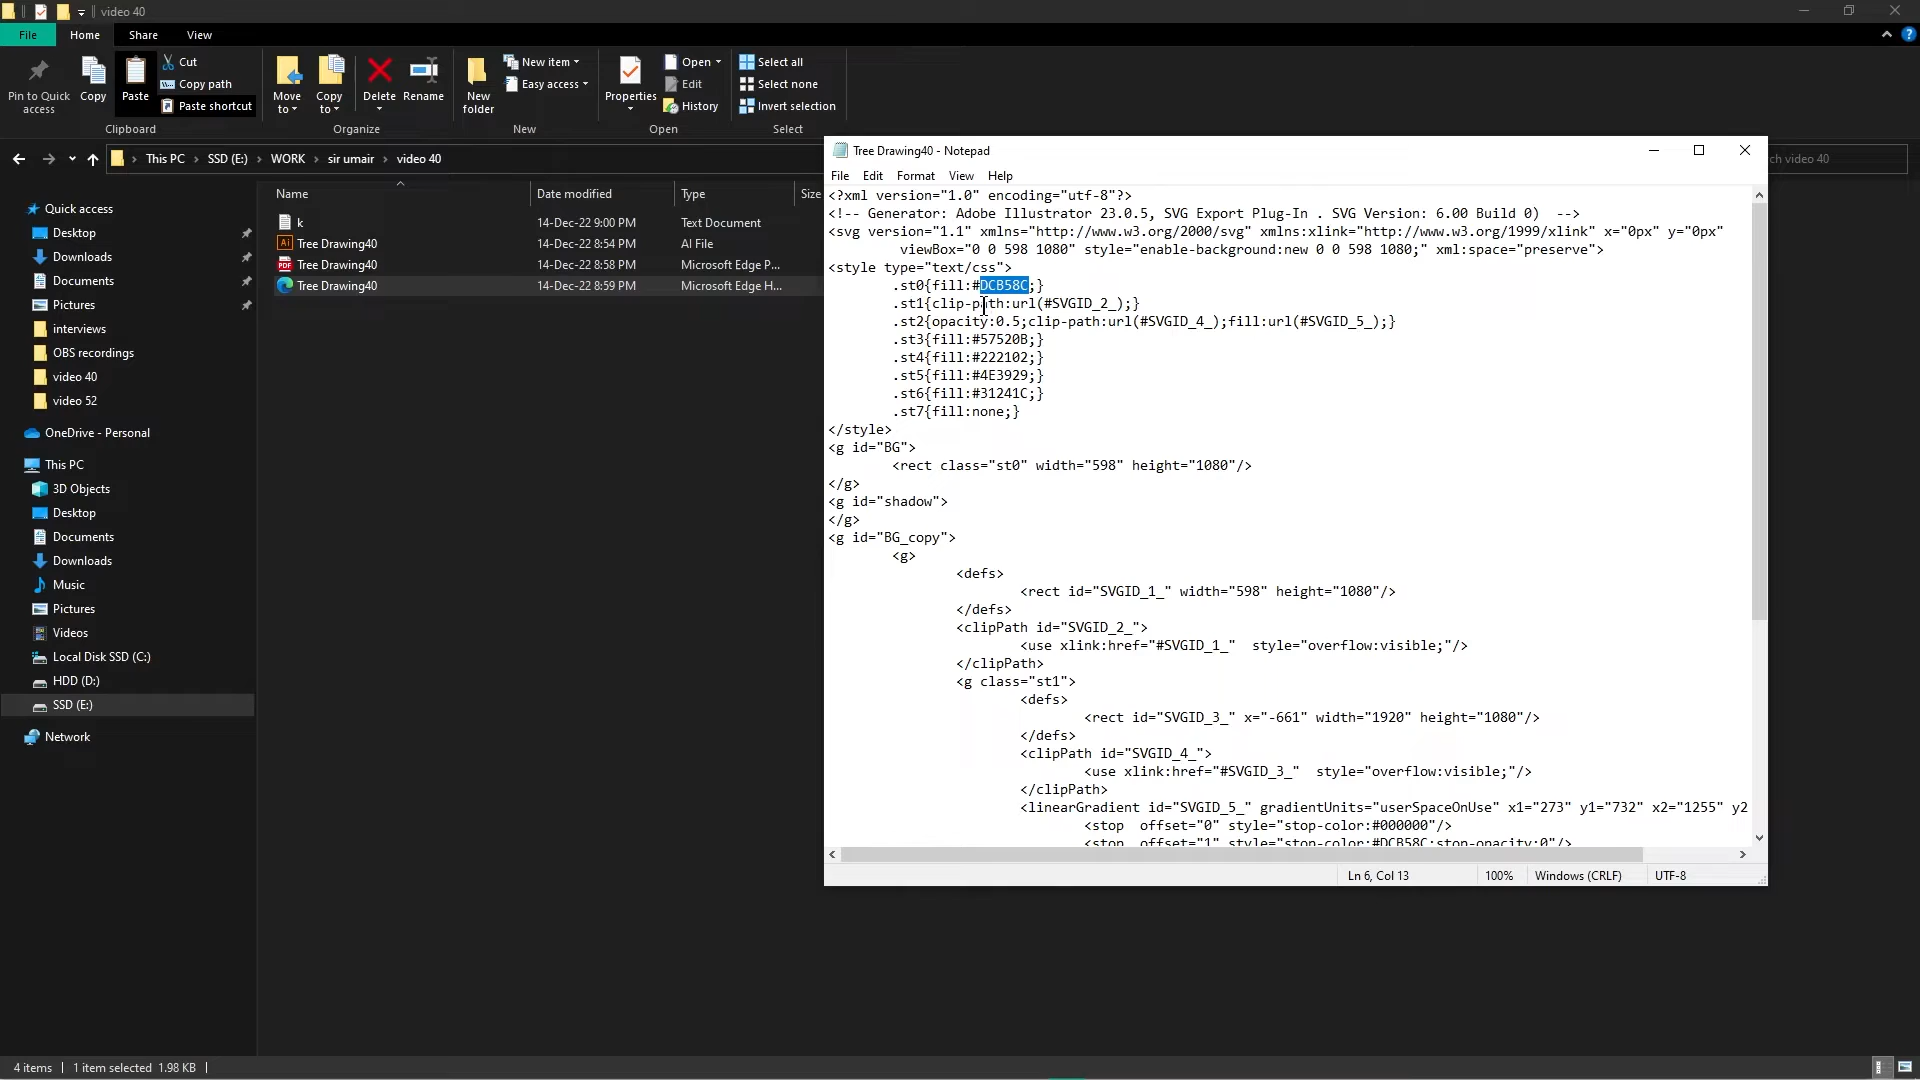 video 40
File Home Share View
Pin to Quick access
Copy
Paste
Cut
Copy path
Paste shortcut
Clipboard
Move to
Copy to
Delete
Rename
Organize
New folder
New item
Easy access
New
Properties
Open
Edit
History
Open
Select all
Select none
Invert selection
Select
This PC > SSD (E:) > WORK > sir umair > video 40
ch video 40
Quick access
Desktop
Downloads
Documents
Pictures
interviews
OBS recordings
video 40
video 52
OneDrive - Personal
This PC
3D Objects
Desktop
Documents
Downloads
Music
Pictures
Videos
Local Disk SSD (C:)
HDD (D:)
SSD (E:)
Network
Name Date modified Type Size
k 14-Dec-22 9:00 PM Text Document
Ai Tree Drawing40 14-Dec-22 8:54 PM AI File
PDF Tree Drawing40 14-Dec-22 8:58 PM Microsoft Edge P...
Tree Drawing40 14-Dec-22 8:59 PM Microsoft Edge H...
Tree Drawing40 - Notepad
File Edit Format View Help
<?xml version="1.0" encoding="utf-8"?>
<!-- Generator: Adobe Illustrator 23.0.5, SVG Export Plug-In . SVG Version: 6.00 Build 0)  -->
<svg version="1.1" xmlns="http://www.w3.org/2000/svg" xmlns:xlink="http://www.w3.org/1999/xlink" x="0px" y="0px"
viewBox="0 0 598 1080" style="enable-background:new 0 0 598 1080;" xml:space="preserve">
<style type="text/css">
.st0{fill:#DCB58C;}
.st1{clip-path:url(#SVGID_2_);}
.st2{opacity:0.5;clip-path:url(#SVGID_4_);fill:url(#SVGID_5_);}
.st3{fill:#57520B;}
.st4{fill:#222102;}
.st5{fill:#4E3929;}
.st6{fill:#31241C;}
.st7{fill:none;}
</style>
<g id="BG">
<rect class="st0" width="598" height="1080"/>
</g>
<g id="shadow">
</g>
<g id="BG_copy">
<g>
<defs>
<rect id="SVGID_1_" width="598" height="1080"/>
</defs>
<clipPath id="SVGID_2_">
<use xlink:href="#SVGID_1_"  style="overflow:visible;"/>
</clipPath>
<g class="st1">
<defs>
<rect id="SVGID_3_" x="-661" width="1920" height="1080"/>
</defs>
<clipPath id="SVGID_4_">
<use xlink:href="#SVGID_3_"  style="overflow:visible;"/>
</clipPath>
<linearGradient id="SVGID_5_" gradientUnits="userSpaceOnUse" x1="273" y1="732" x2="1255" y2
<stop  offset="0" style="stop-color:#000000"/>
<stop  offset="1" style="stop-color:#DCB58C;stop-opacity:0"/>
Ln 6, Col 13 100% Windows (CRLF) UTF-8
4 items 1 item selected 1.98 KB